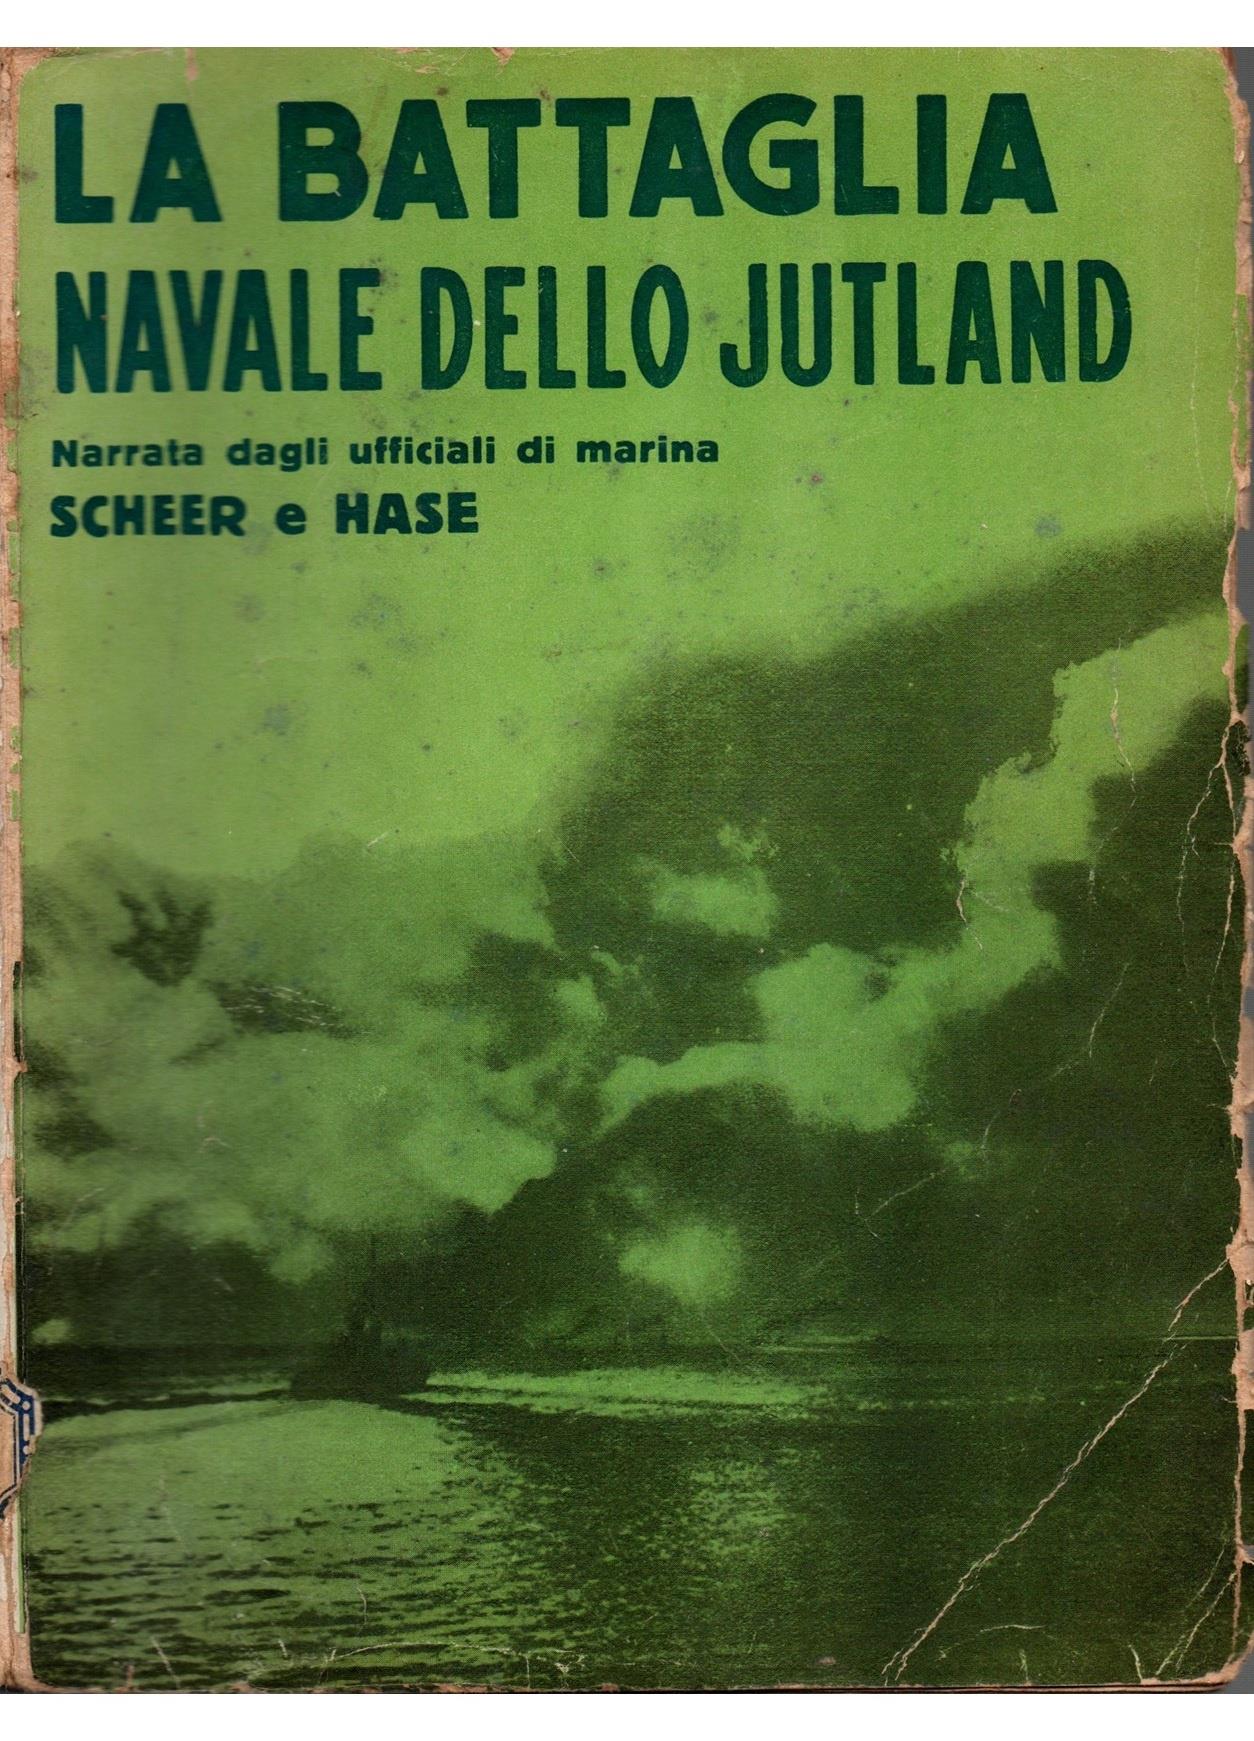 LA BATTAGLIA
NAVALE DELLO JUTLAND
Narrata dagli ufficiali di marina
SCHEER e HASE